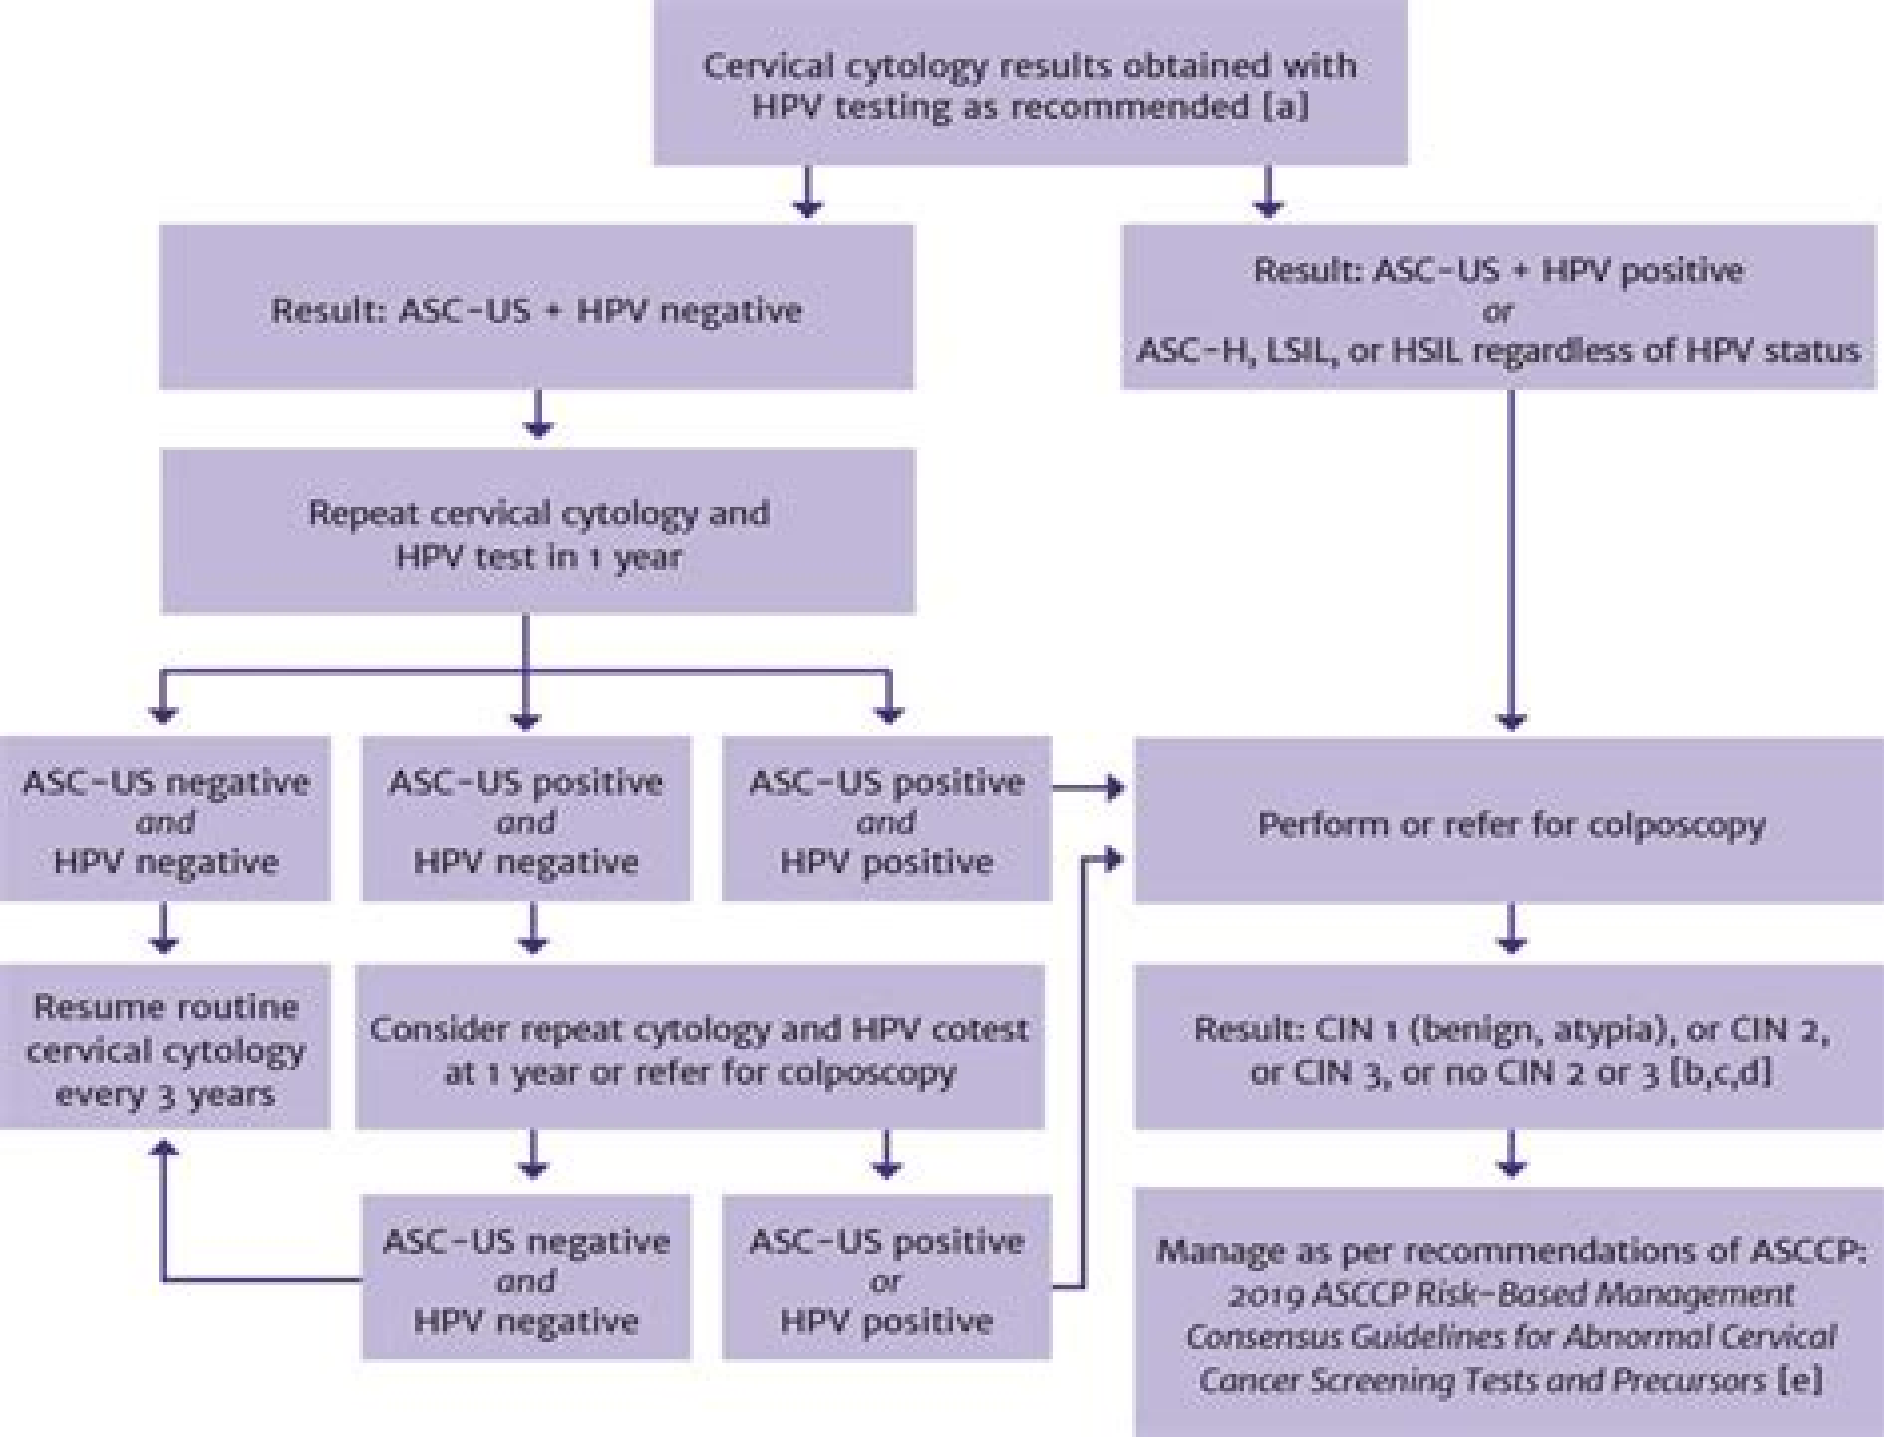 Cervical cytology results obtained with
HPV testing as recommended [a]
Result: ASC-US + HPV negative
Result: ASC-US + HPV positive
or
ASC-H, LSIL, or HSIL regardless of HPV status
Repeat cervical cytology and
HPV test in 1 year
ASC-US negative
and
HPV negative
ASC-US positive
and
HPV negative
ASC-US positive
and
HPV positive
Perform or refer for colposcopy
Resume routine
cervical cytology
every 3 years
Consider repeat cytology and HPV cotest
at 1 year or refer for colposcopy
Result: CIN 1 (benign, atypia), or CIN 2,
or CIN 3, or no CIN 2 or 3 [b,c,d]
ASC-US negative
and
HPV negative
ASC-US positive
or
HPV positive
Manage as per recommendations of ASCCP:
2019 ASCCP Risk-Based Management
Consensus Guidelines for Abnormal Cervical
Cancer Screening Tests and Precursors [e]